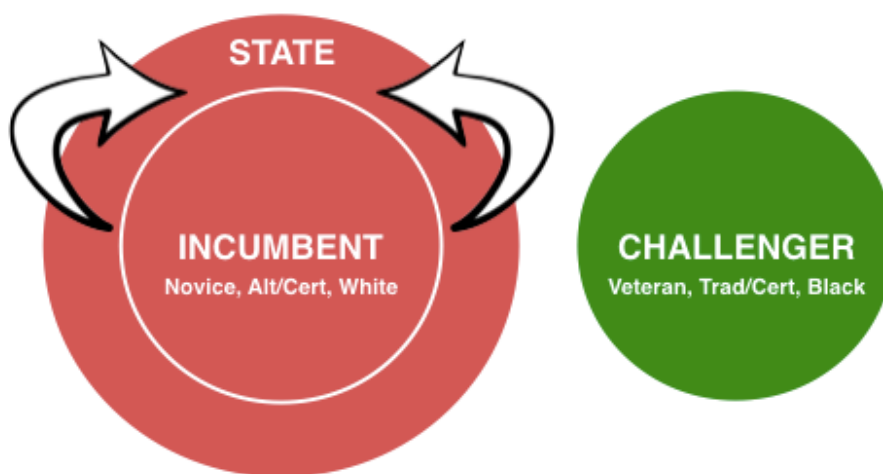 STATE
INCUMBENT
Novice, Alt/Cert, White
CHALLENGER
Veteran, Trad/Cert, Black